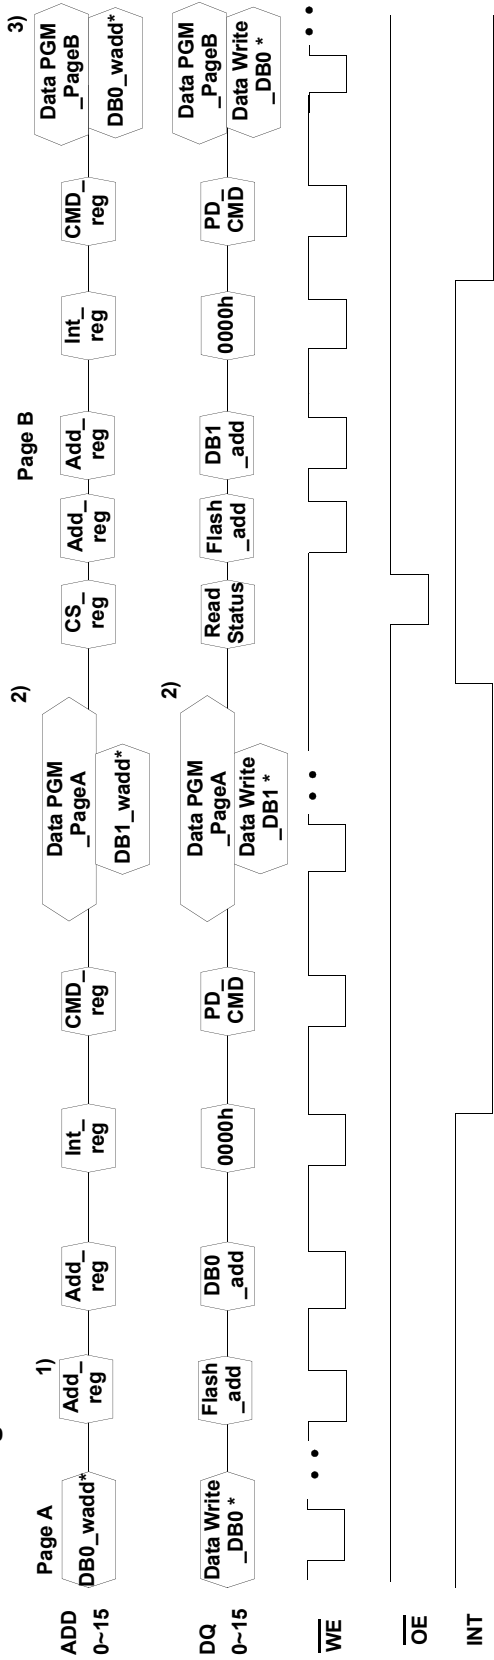 Page A
1)
2)
Page B
3)
ADD
0~15
DB0_wadd*
Add_
reg
Add_
reg
Int_
reg
CMD_
reg
Data PGM
_PageA
DB1_wadd*
CS_
reg
Add_
reg
Add_
reg
Int_
reg
CMD_
reg
Data PGM
_PageB
DB0_wadd*
DQ
0~15
Data Write
_DB0 *
Flash
_add
DB0
_add
0000h
PD_
CMD
2)
Data PGM
_PageA
Data Write
_DB1 *
Read
Status
Flash
_add
DB1
_add
0000h
PD_
CMD
Data PGM
_PageB
Data Write
_DB0 *
WE
OE
INT